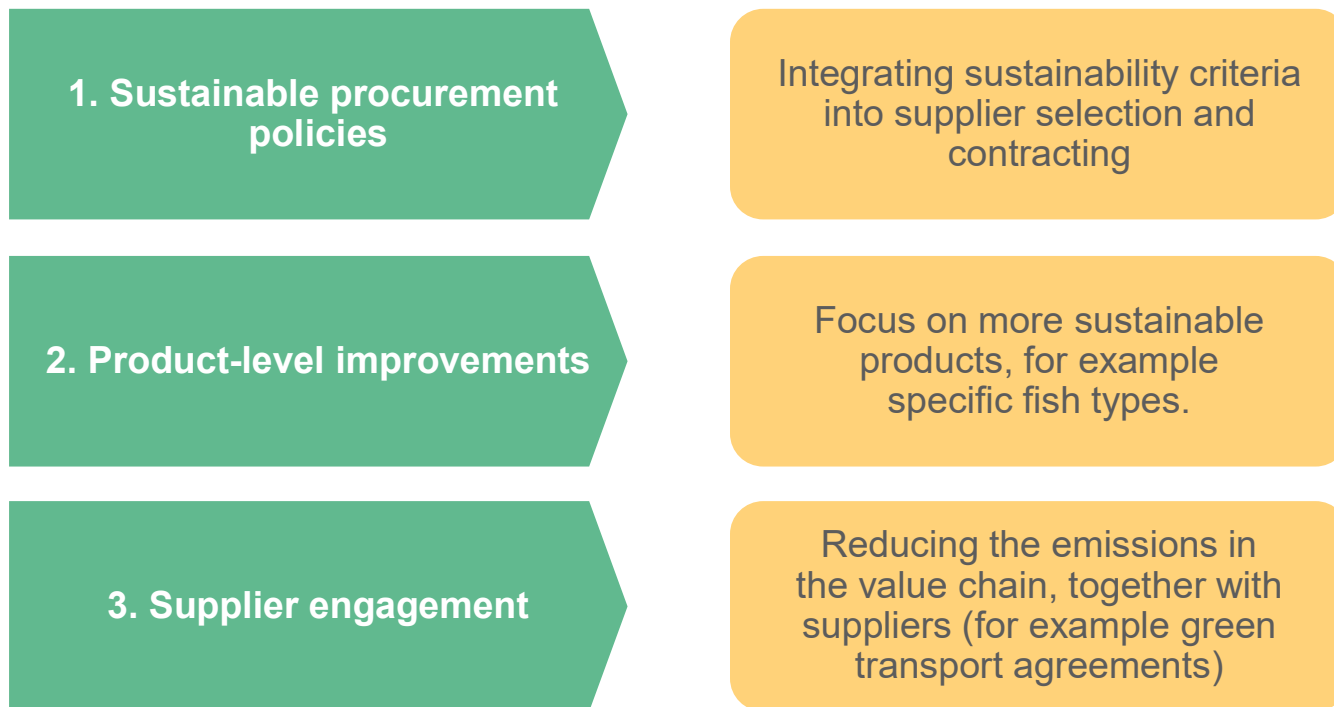 1. Sustainable procurement
policies
Integrating sustainability criteria
into supplier selection and
contracting
2. Product-level improvements
Focus on more sustainable
products, for example
specific fish types.
3. Supplier engagement
Reducing the emissions in
the value chain, together with
suppliers (for example green
transport agreements)